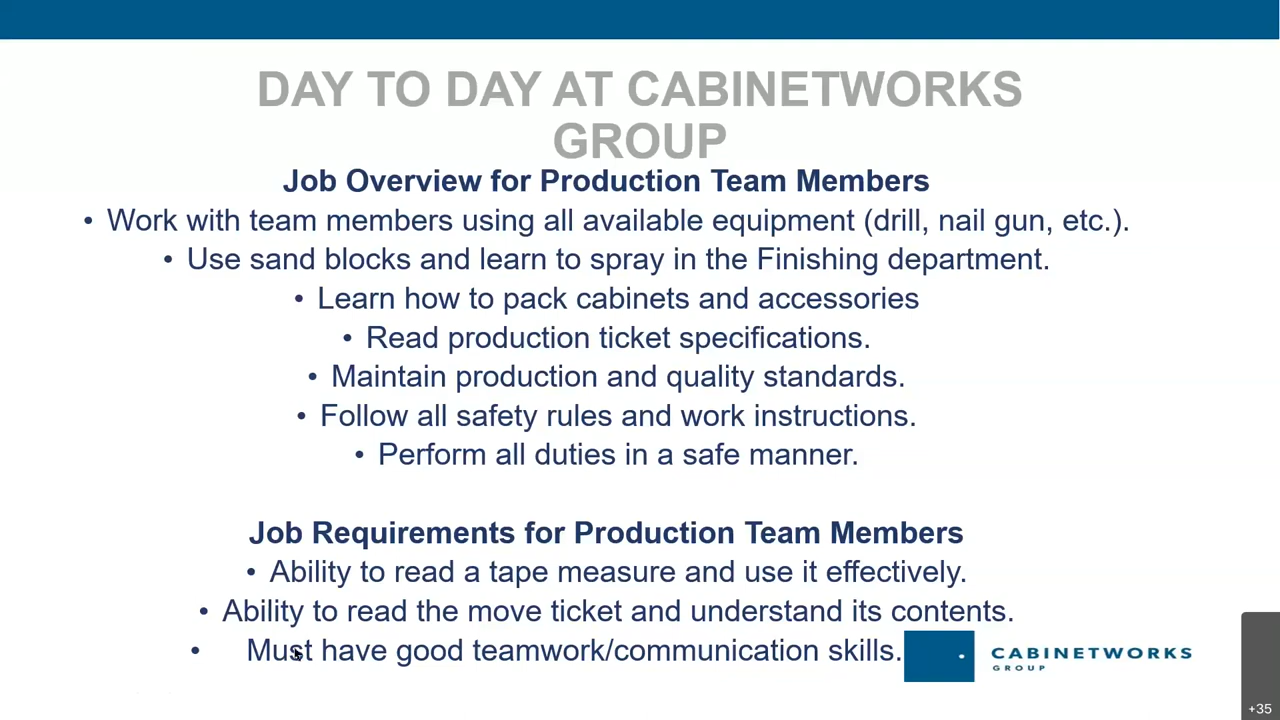 DAY TO DAY AT CABINETWORKS
GROUP
Job Overview for Production Team Members
• Work with team members using all available equipment (drill, nail gun, etc.).
• Use sand blocks and learn to spray in the Finishing department.
• Learn how to pack cabinets and accessories
• Read production ticket specifications.
• Maintain production and quality standards.
• Follow all safety rules and work instructions.
• Perform all duties in a safe manner.
Job Requirements for Production Team Members
• Ability to read a tape measure and use it effectively.
• Ability to read the move ticket and understand its contents.
• Must have good teamwork/communication skills.
CABINETWORKS
GROUP
+35